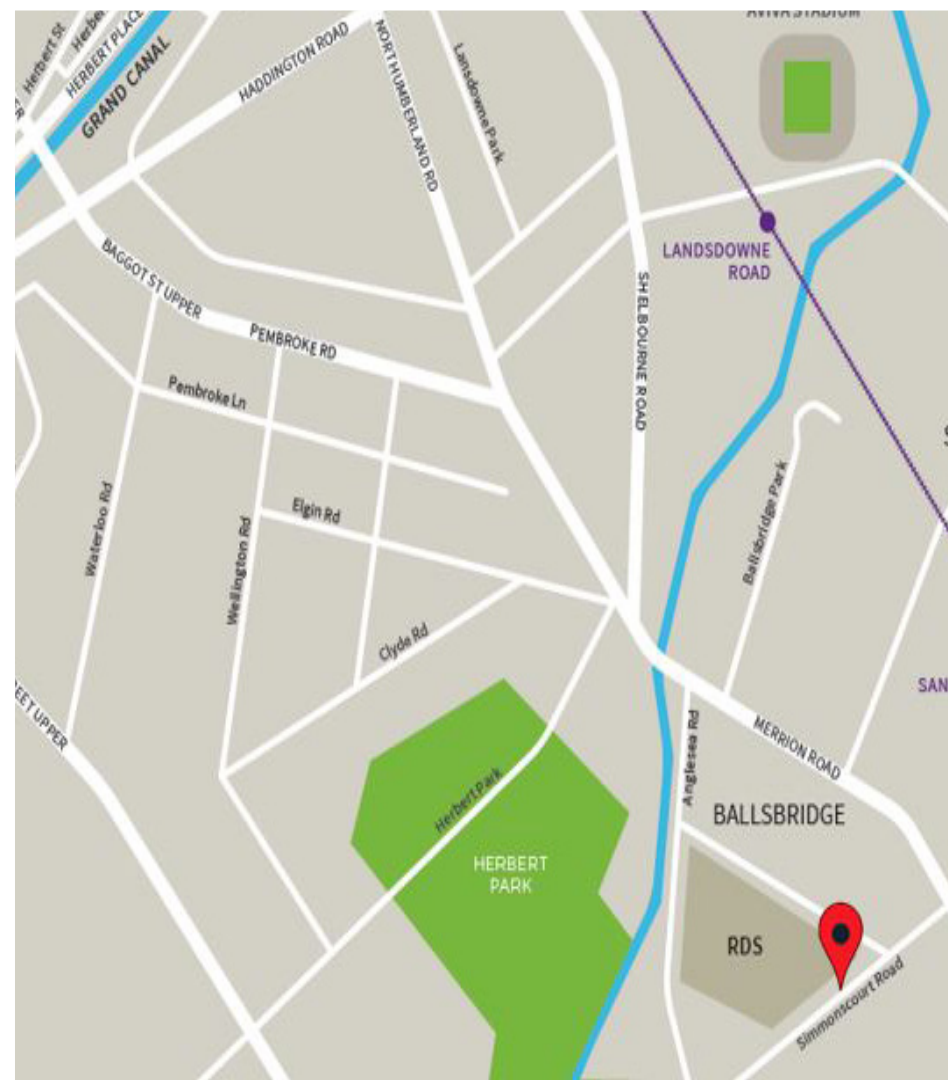 AVIVA STADIUM
Herbert St
HERBERT PLACE
GRAND CANAL
HADDINGTON ROAD
NORTHUMBERLAND RD
Lansdowne Park
LANDSDOWNE
ROAD
BAGGOT ST UPPER
PEMBROKE RD
SHELBOURNE ROAD
Pembroke Ln
Waterloo Rd
Wellington Rd
Elgin Rd
Ballsbridge Park
Clyde Rd
SAN
REET UPPER
MERRION ROAD
Anglesea Rd
Herbert Park
BALLSBRIDGE
HERBERT
PARK
RDS
Simmonscourt Road